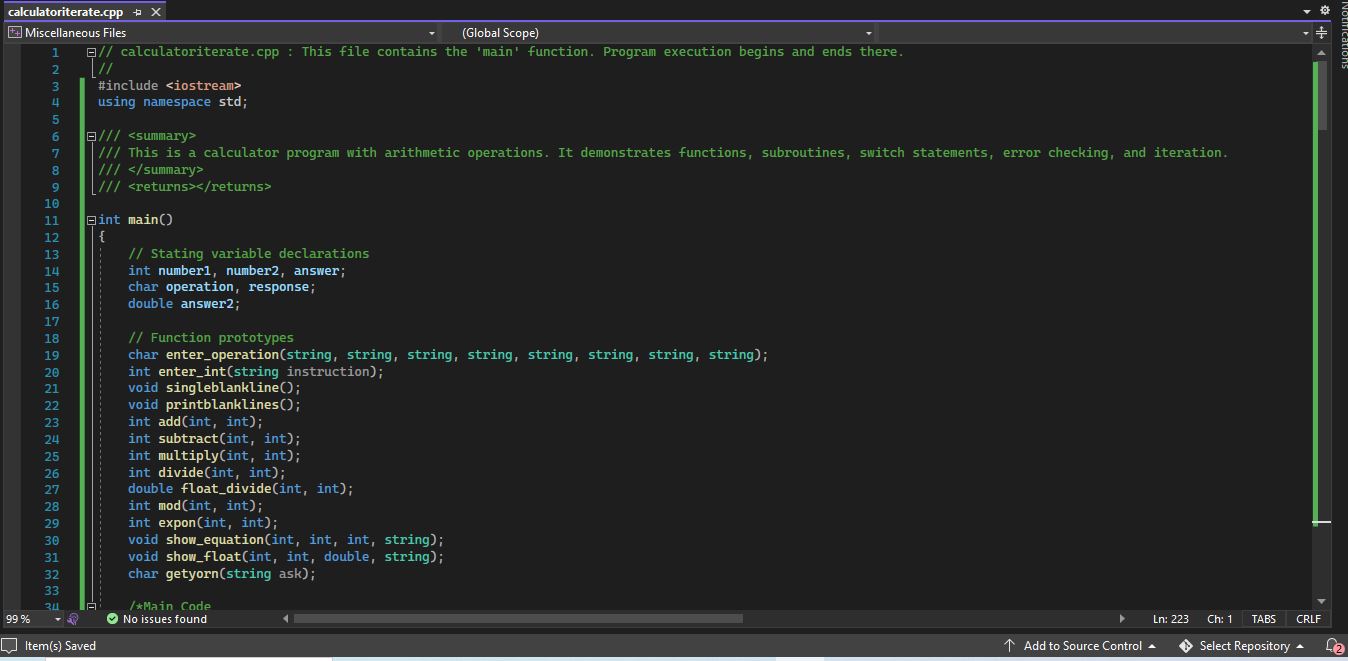 calculatoriterate.cpp
Notifications
Miscellaneous Files
(Global Scope)
1 // calculatoriterate.cpp : This file contains the 'main' function. Program execution begins and ends there.
2 //
3 #include <iostream>
4 using namespace std;
5
6 /// <summary>
7 /// This is a calculator program with arithmetic operations. It demonstrates functions, subroutines, switch statements, error checking, and iteration.
8 /// </summary>
9 /// <returns></returns>
10
11 int main()
12 {
13     // Stating variable declarations
14     int number1, number2, answer;
15     char operation, response;
16     double answer2;
17
18     // Function prototypes
19     char enter_operation(string, string, string, string, string, string, string, string);
20     int enter_int(string instruction);
21     void singleblankline();
22     void printblanklines();
23     int add(int, int);
24     int subtract(int, int);
25     int multiply(int, int);
26     int divide(int, int);
27     double float_divide(int, int);
28     int mod(int, int);
29     int expon(int, int);
30     void show_equation(int, int, int, string);
31     void show_float(int, int, double, string);
32     char getyorn(string ask);
33
34     /*Main Code
99 % No issues found Ln: 223 Ch: 1 TABS CRLF
Item(s) Saved Add to Source Control Select Repository 2